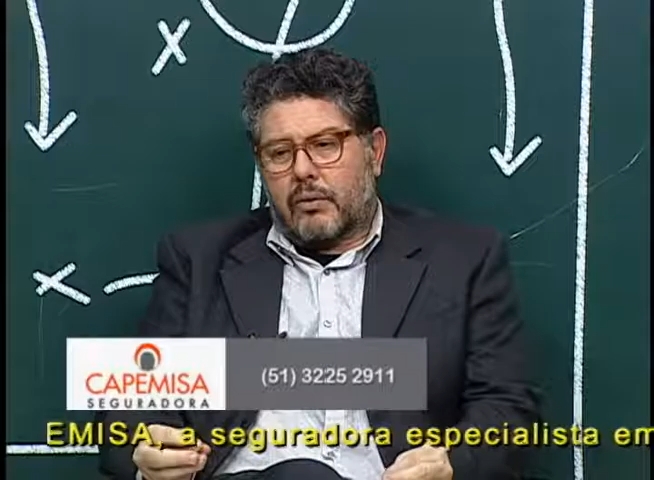 CAPEMISA
SEGURADORA
(51) 3225 2911
EMISA, a seguradora especialista em